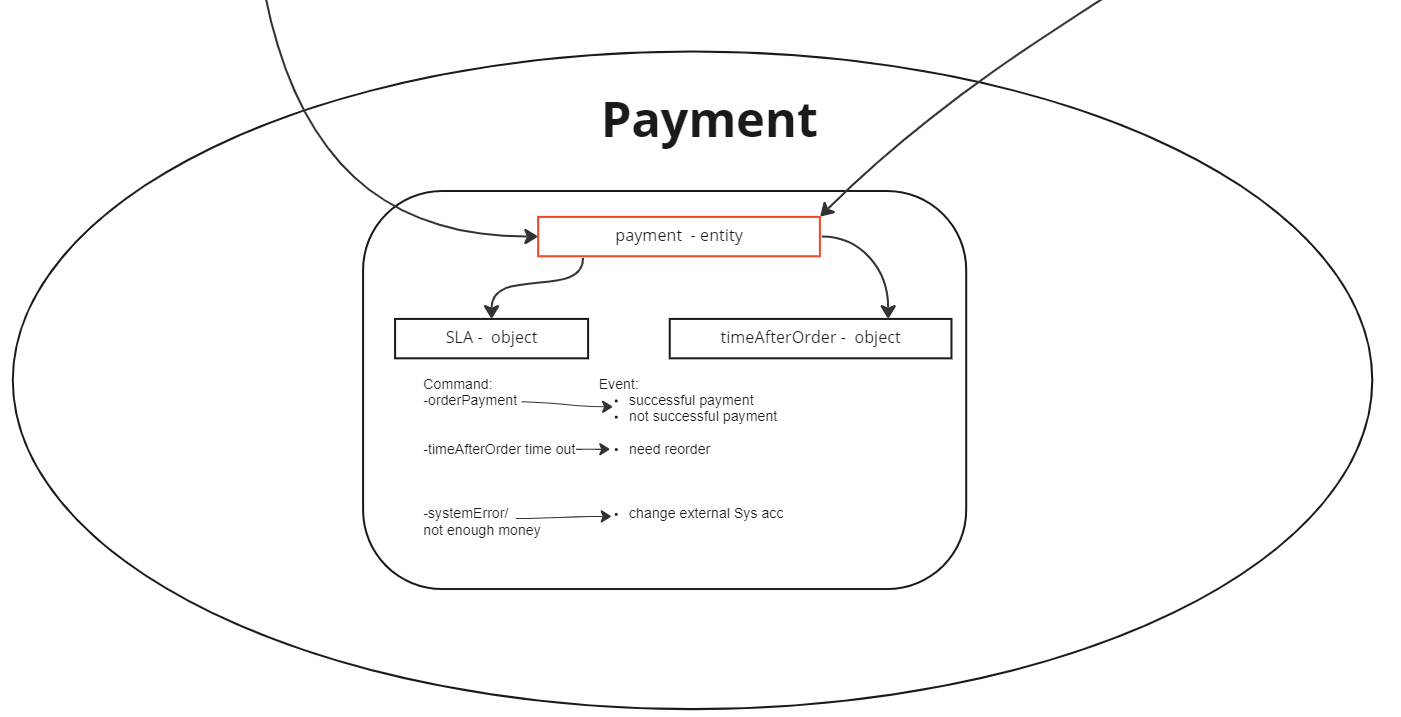 Payment
payment - entity
SLA - object
timeAfterOrder - object
Command:
-orderPayment
Event:
• successful payment
• not successful payment
-timeAfterOrder time out
• need reorder
-systemError/
not enough money
• change external Sys acc